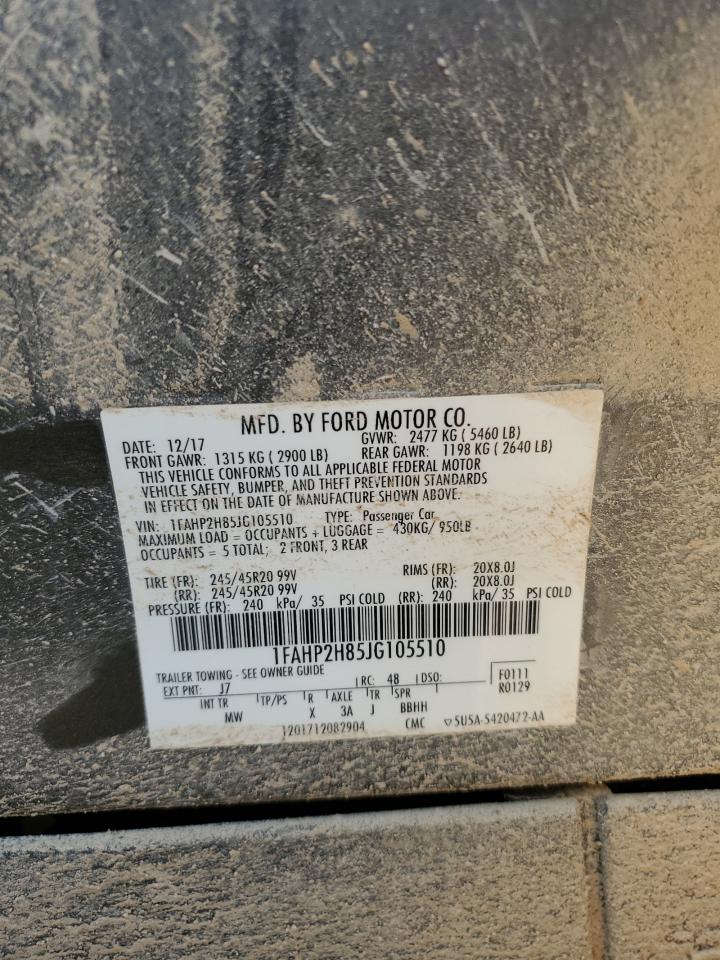 MFD. BY FORD MOTOR CO.
DATE: 12/17 GVWR: 2477 KG ( 5460 LB)
FRONT GAWR: 1315 KG ( 2900 LB) REAR GAWR: 1198 KG ( 2640 LB)
THIS VEHICLE CONFORMS TO ALL APPLICABLE FEDERAL MOTOR
VEHICLE SAFETY, BUMPER, AND THEFT PREVENTION STANDARDS
IN EFFECT ON THE DATE OF MANUFACTURE SHOWN ABOVE.
VIN: 1FAHP2H85JG105510 TYPE: Passenger Car
MAXIMUM LOAD = OCCUPANTS + LUGGAGE = 430KG/ 950LB
OCCUPANTS = 5 TOTAL; 2 FRONT, 3 REAR
TIRE (FR): 245/45R20 99V RIMS (FR): 20X8.0J
(RR): 245/45R20 99V (RR): 20X8.0J
PRESSURE (FR): 240 kPa/ 35 PSI COLD (RR): 240 kPa/ 35 PSI COLD
1FAHP2H85JG105510
TRAILER TOWING - SEE OWNER GUIDE
EXT PNT: J7 RC: 48 DSO: F0111
R0129
INT TR TP/PS R AXLE TR SPR
MW X 3A J BBHH
1201712082904 CMC ▽5U5A-5420472-AA